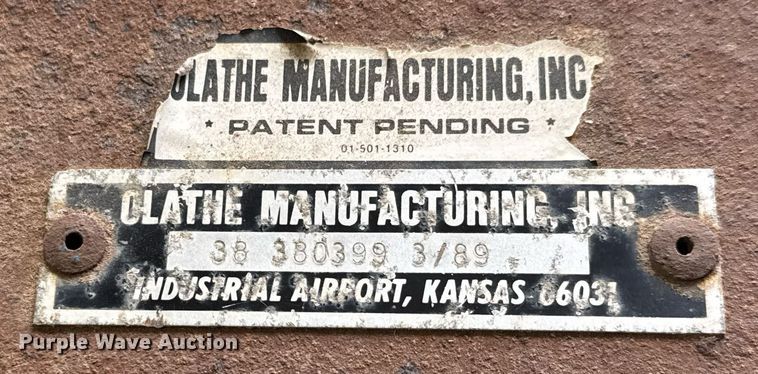 OLATHE MANUFACTURING, INC
* PATENT PENDING *
01-501-1310
OLATHE MANUFACTURING, INC
38 380399 3/89
INDUSTRIAL AIRPORT, KANSAS 66031
Purple Wave Auction